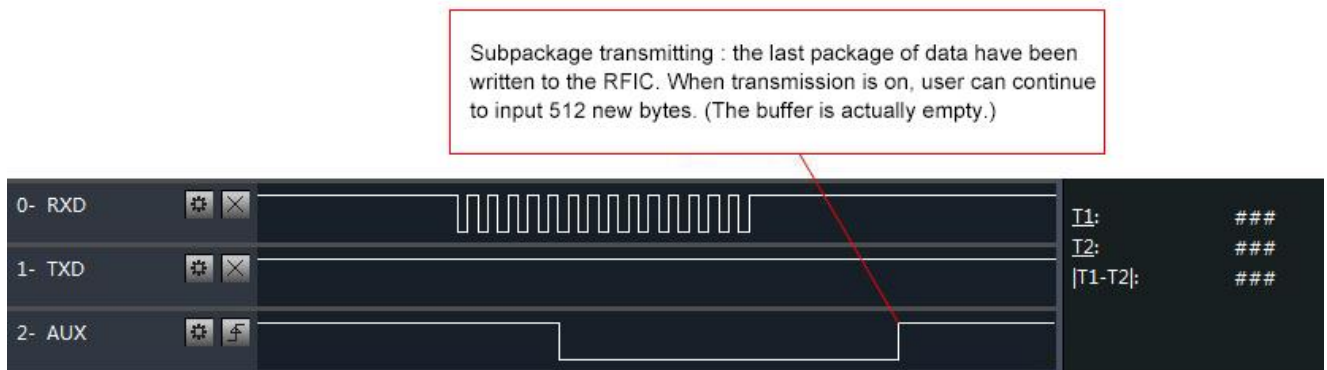 Subpackage transmitting : the last package of data have been
written to the RFIC. When transmission is on, user can continue
to input 512 new bytes. (The buffer is actually empty.)
0- RXD
T1: ###
1- TXD
T2: ###
|T1-T2|: ###
2- AUX